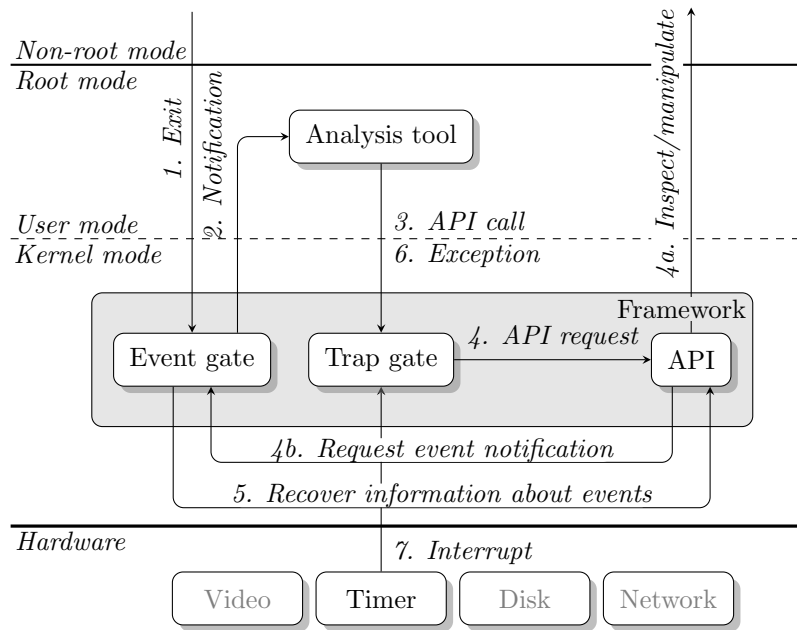 Non-root mode
Root mode
1. Exit
2. Notification
Analysis tool
4a. Inspect/manipulate
User mode
3. API call
Kernel mode
6. Exception
Framework
Event gate
Trap gate
4. API request
API
4b. Request event notification
5. Recover information about events
Hardware
7. Interrupt
Video
Timer
Disk
Network